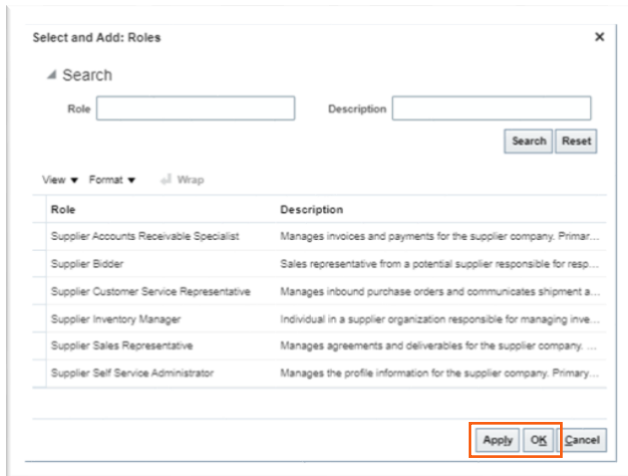 Select and Add: Roles
Search
Role Description
Search Reset
View Format Wrap
Role Description
Supplier Accounts Receivable Specialist Manages invoices and payments for the supplier company. Primar...
Supplier Bidder Sales representative from a potential supplier responsible for resp...
Supplier Customer Service Representative Manages inbound purchase orders and communicates shipment a...
Supplier Inventory Manager Individual in a supplier organization responsible for managing inve...
Supplier Sales Representative Manages agreements and deliverables for the supplier company. ...
Supplier Self Service Administrator Manages the profile information for the supplier company. Primary...
Apply OK Cancel